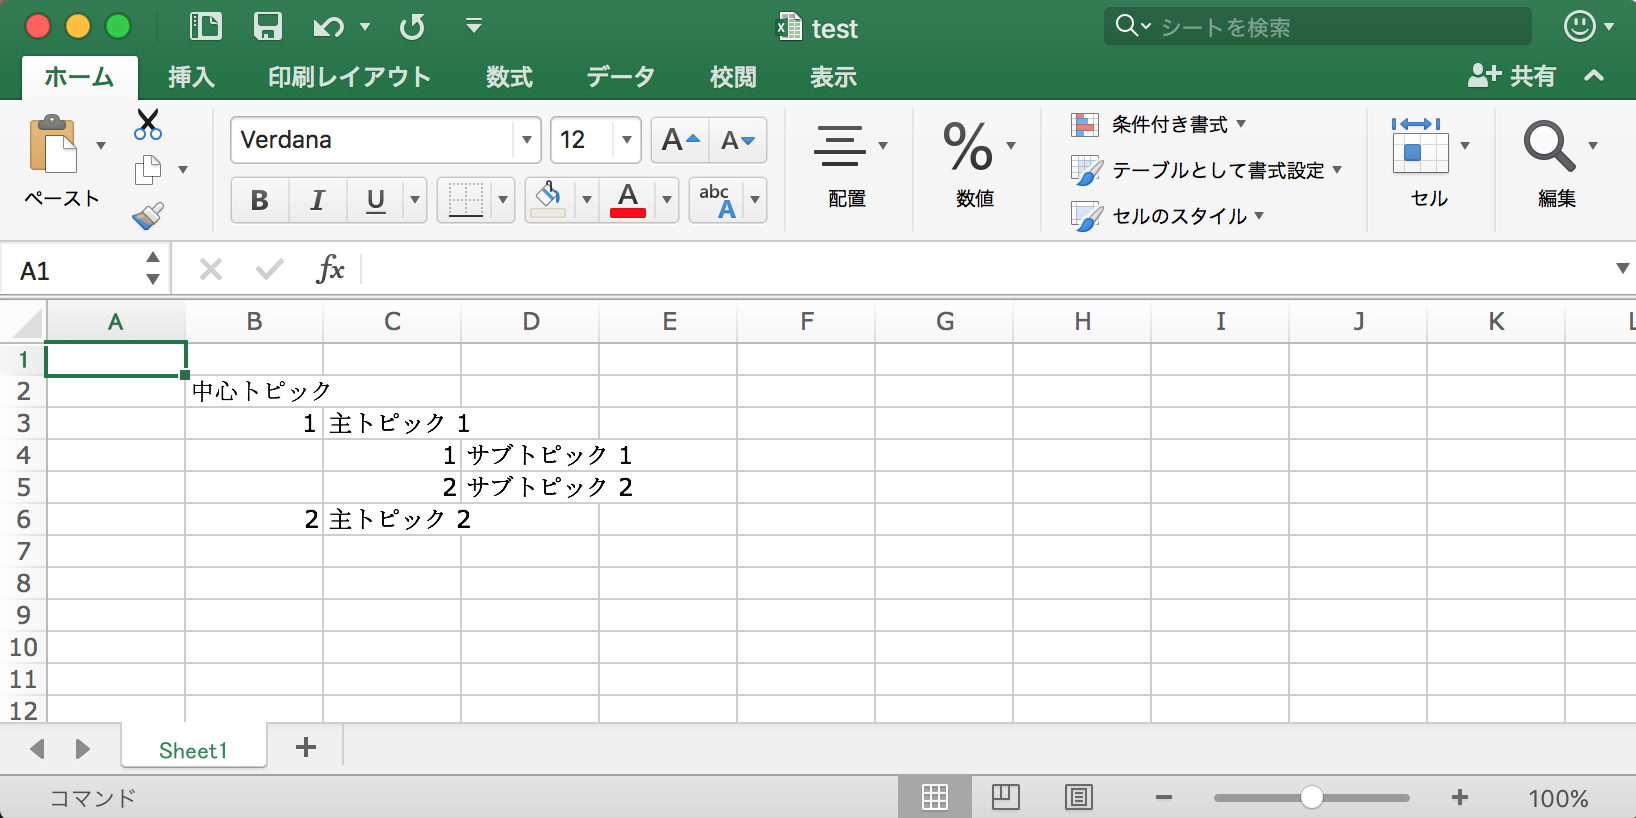 test
シートを検索
ホーム 挿入 印刷レイアウト 数式 データ 校閲 表示 共有
ペースト
Verdana 12 A A
B I U A abc A
配置
% 数値
条件付き書式
テーブルとして書式設定
セルのスタイル
セル
編集
A1 fx
A B C D E F G H I J K L
1
2 中心トピック
3 1 主トピック 1
4 1 サブトピック 1
5 2 サブトピック 2
6 2 主トピック 2
7
8
9
10
11
12
Sheet1
コマンド 100%